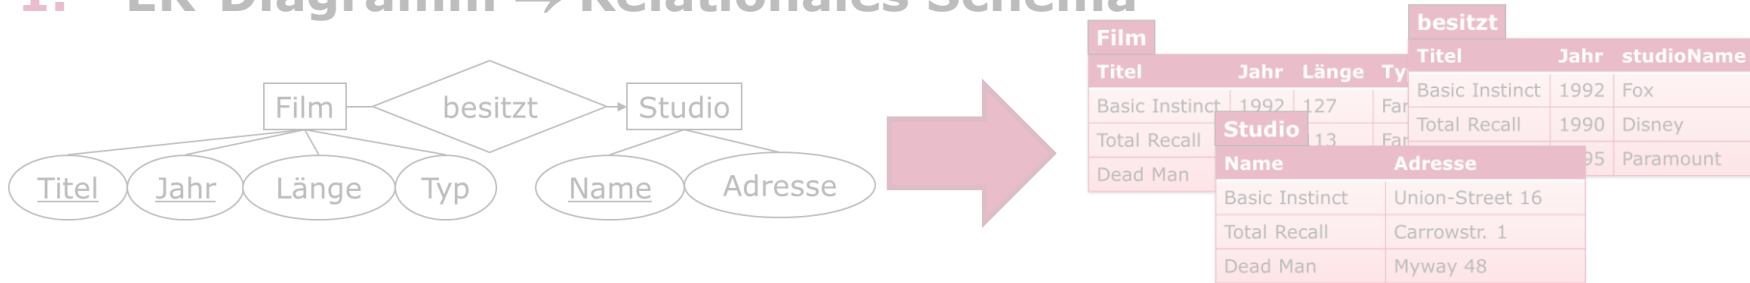 1. ER-Diagramm → Relationales Schema
Film besitzt Studio
Titel Jahr Länge Typ Name Adresse
Film
Titel Jahr Länge
Basic Instinct 1992 127
Total Recall
Dead Man
besitzt
Titel Jahr studioName
Basic Instinct 1992 Fox
Total Recall 1990 Disney
Paramount
Studio
Name Adresse
Basic Instinct Union-Street 16
Total Recall Carrowstr. 1
Dead Man Myway 48